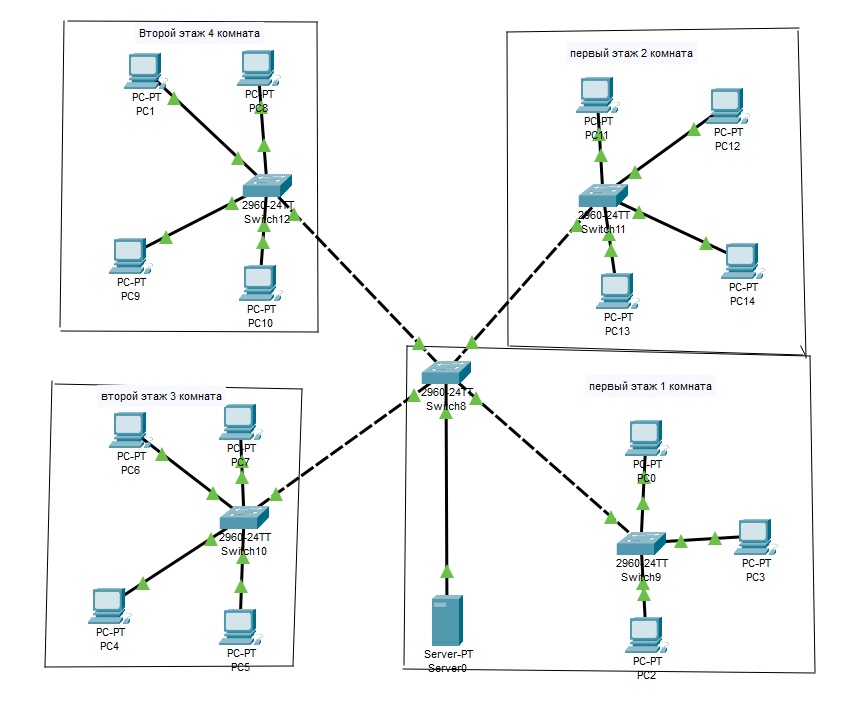 Второй этаж 4 комната
PC-PT
PC1
PC-PT
PC8
2960-24TT
Switch12
PC-PT
PC9
PC-PT
PC10
первый этаж 2 комната
PC-PT
PC11
PC-PT
PC12
2960-24TT
Switch11
PC-PT
PC14
PC-PT
PC13
2960-24TT
Switch8
второй этаж 3 комната
PC-PT
PC6
PC-PT
PC7
2960-24TT
Switch10
PC-PT
PC4
PC-PT
PC5
первый этаж 1 комната
PC-PT
PC0
2960-24TT
Switch9
PC-PT
PC3
Server-PT
Server0
PC-PT
PC2